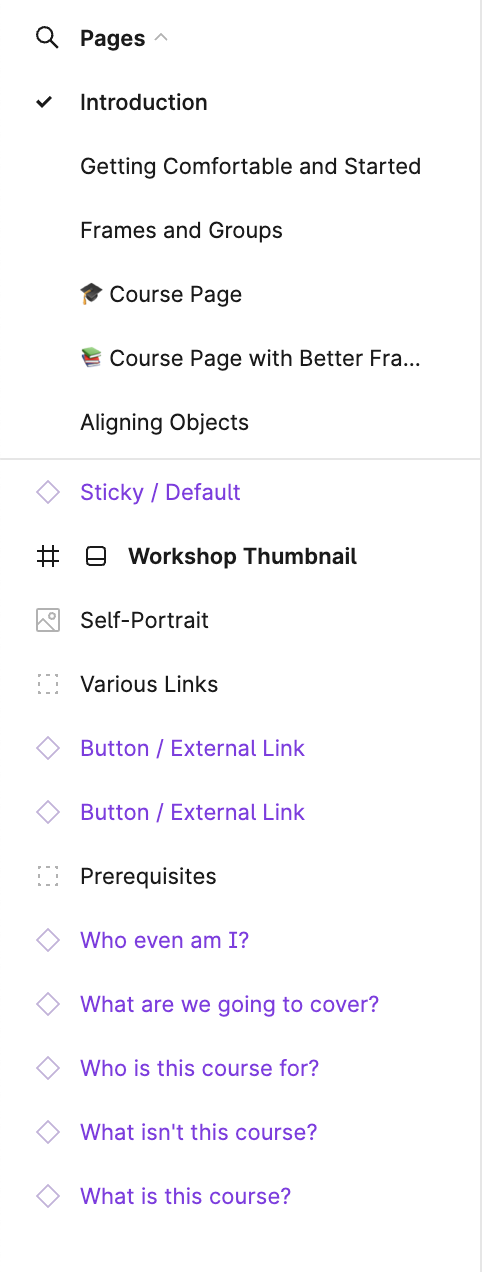 Pages
Introduction
Getting Comfortable and Started
Frames and Groups
🎓 Course Page
📚 Course Page with Better Fra...
Aligning Objects
Sticky / Default
Workshop Thumbnail
Self-Portrait
Various Links
Button / External Link
Button / External Link
Prerequisites
Who even am I?
What are we going to cover?
Who is this course for?
What isn't this course?
What is this course?